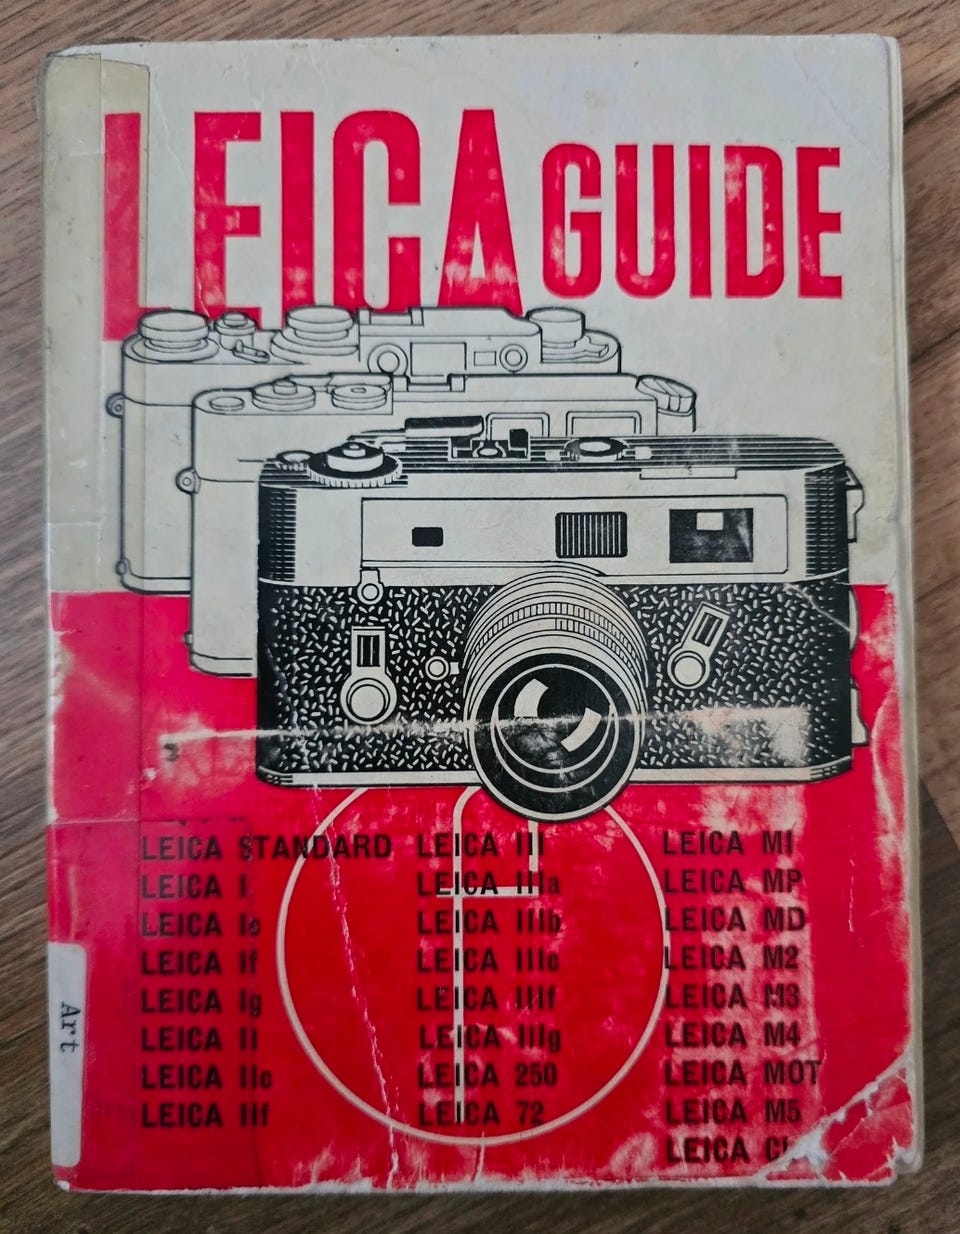 LEICA GUIDE
LEICA STANDARD
LEICA I
LEICA Ic
LEICA If
LEICA Ig
LEICA II
LEICA IIc
LEICA IIf
LEICA III
LEICA IIIa
LEICA IIIb
LEICA IIIc
LEICA IIIf
LEICA IIIg
LEICA 250
LEICA 72
LEICA MI
LEICA MP
LEICA MD
LEICA M2
LEICA M3
LEICA M4
LEICA MOT
LEICA M5
LEICA CL
Art